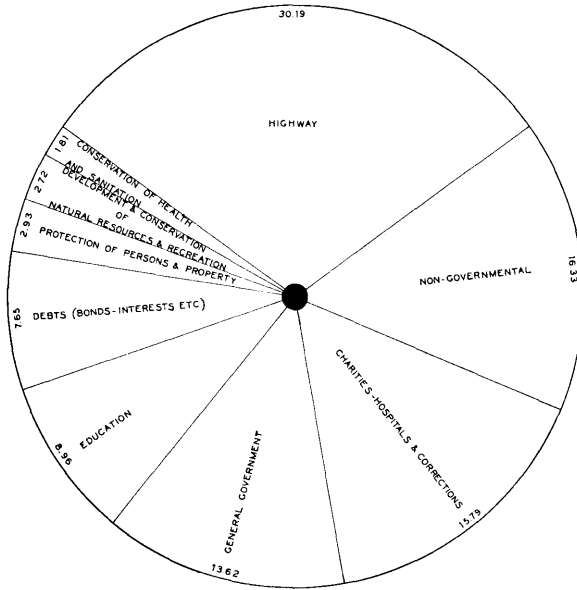 30.19
HIGHWAY
1.81
CONSERVATION OF HEALTH
AND SANITATION
2.72
DEVELOPMENT & CONSERVATION
OF
NATURAL RESOURCES & RECREATION
2.93
PROTECTION OF PERSONS & PROPERTY
7.65
DEBTS (BONDS-INTERESTS ETC)
8.96
EDUCATION
13.62
GENERAL GOVERNMENT
15.79
CHARITIES-HOSPITALS & CORRECTIONS
16.33
NON-GOVERNMENTAL